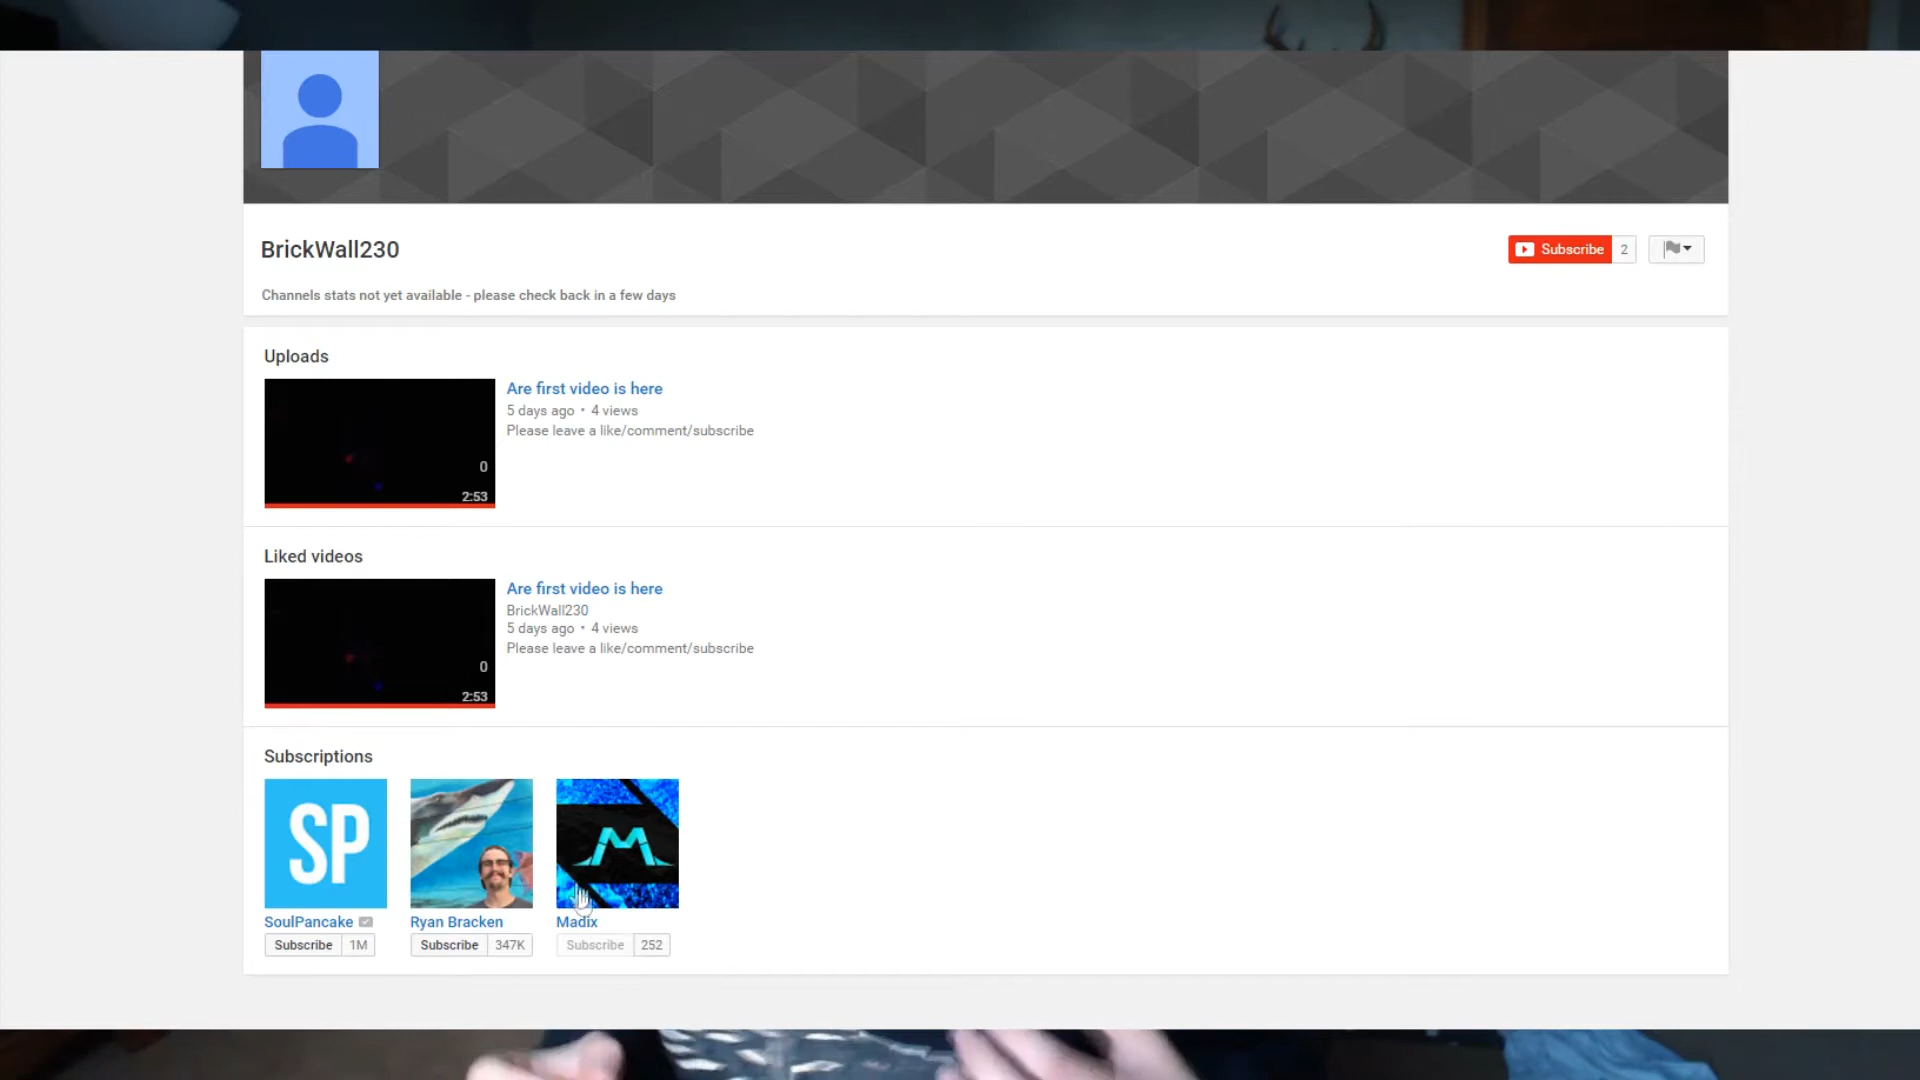 BrickWall230
Subscribe 2
Channels stats not yet available - please check back in a few days
Uploads
Are first video is here
5 days ago • 4 views
Please leave a like/comment/subscribe
0
2:53
Liked videos
Are first video is here
BrickWall230
5 days ago • 4 views
Please leave a like/comment/subscribe
0
2:53
Subscriptions
SP
M
SoulPancake
Ryan Bracken
Madix
Subscribe 1M
Subscribe 347K
Subscribe 252